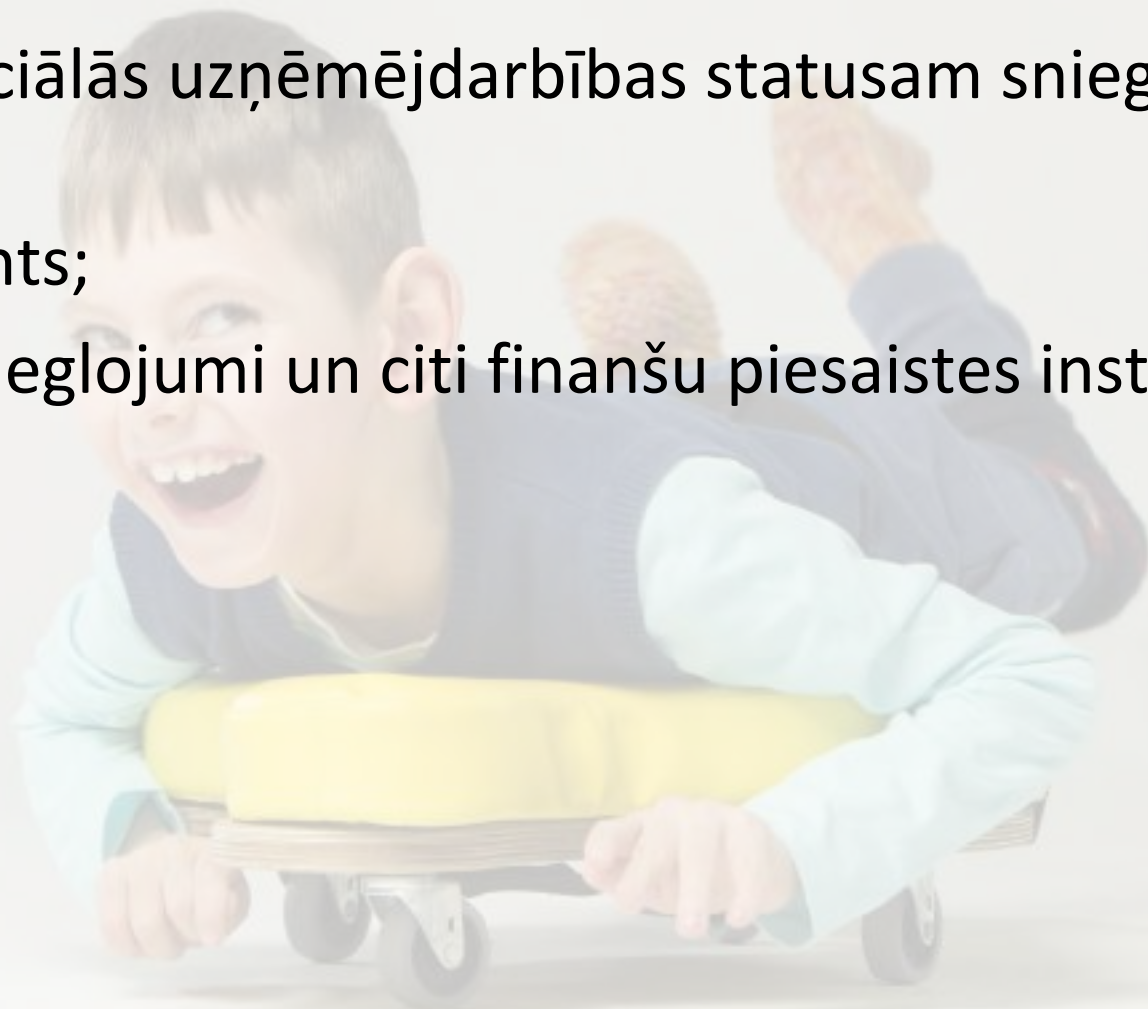 ciālās uzņēmējdarbības statusam snieg
nts;
eglojumi un citi finanšu piesaistes inst